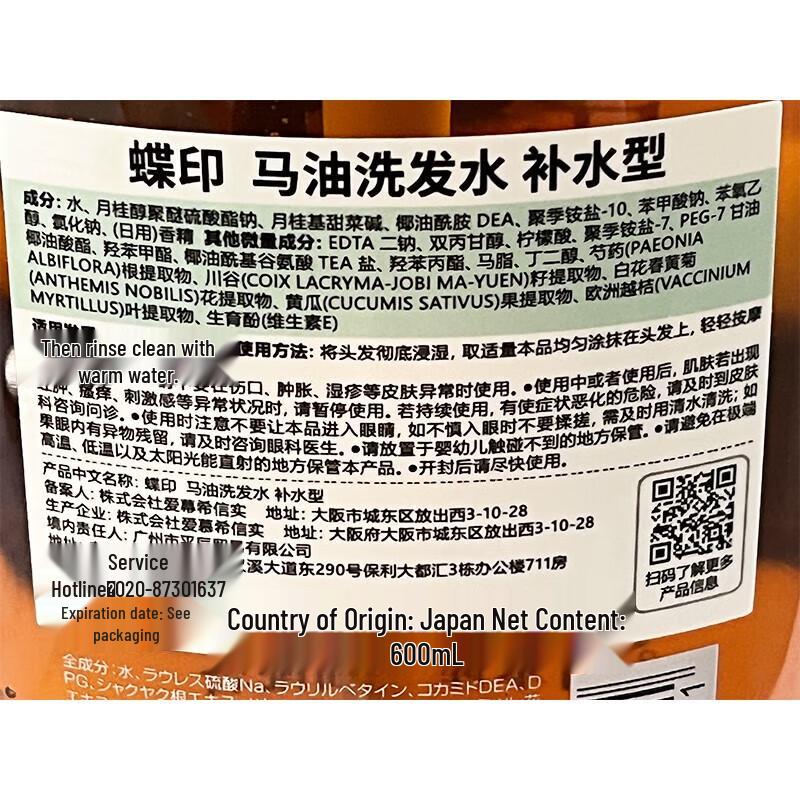 蝶印 马油洗发水 补水型
成分: 水、月桂醇聚醚硫酸酯钠、月桂基甜菜碱、椰油酰胺 DEA、聚季铵盐-10、苯甲酸钠、苯氧乙
醇、氯化钠、(日用)香精 其他微量成分: EDTA 二钠、双丙甘醇、柠檬酸、聚季铵盐-7、PEG-7 甘油
椰油酸酯、羟苯甲酯、椰油酰基谷氨酸 TEA 盐、羟苯丙酯、马脂、丁二醇、芍药(PAEONIA
ALBIFLORA)根提取物、川谷(COIX LACRYMA-JOBI MA-YUEN)籽提取物、白花春黄菊
(ANTHEMIS NOBILIS)花提取物、黄瓜(CUCUMIS SATIVUS)果提取物、欧洲越桔(VACCINIUM
MYRTILLUS)叶提取物、生育酚(维生素E)
使用方法: 将头发彻底浸湿,取适量本品均匀涂抹在头发上,轻轻按摩
Then rinse clean with
warm water.
在伤口、肿胀、湿疹等皮肤异常时使用。●使用中或者使用后,肌肤若出现
红肿、瘙痒、刺激感等异常状况时,请暂停使用。若持续使用,有使症状恶化的危险,请及时到皮肤
科咨询问诊。●使用时注意不要让本品进入眼睛,如不慎入眼时不要揉搓,需及时用清水清洗;如
果眼内有异物残留,请及时咨询眼科医生。●请放置于婴幼儿触碰不到的地方保管。●请避免在极端
高温、低温以及太阳光能直射的地方保管本产品。●开封后请尽快使用。
产品中文名称: 蝶印 马油洗发水 补水型
备案人: 株式会社爱慕希信实 地址: 大阪市城东区放出西3-10-28
生产企业: 株式会社爱慕希信实 地址: 大阪府大阪市城东区放出西3-10-28
境内责任人: 广州市
有限公司
溪大道东290号保利大都汇3栋办公楼711房
Service
Hotline 020-87301637
Expiration date: See
packaging
Country of Origin: Japan Net Content:
600mL
扫码了解更多
产品信息
全成分:水、ラウレス硫酸Na、ラウリルベタイン、コカミドDEA、D
PG、シャクヤク根エキス